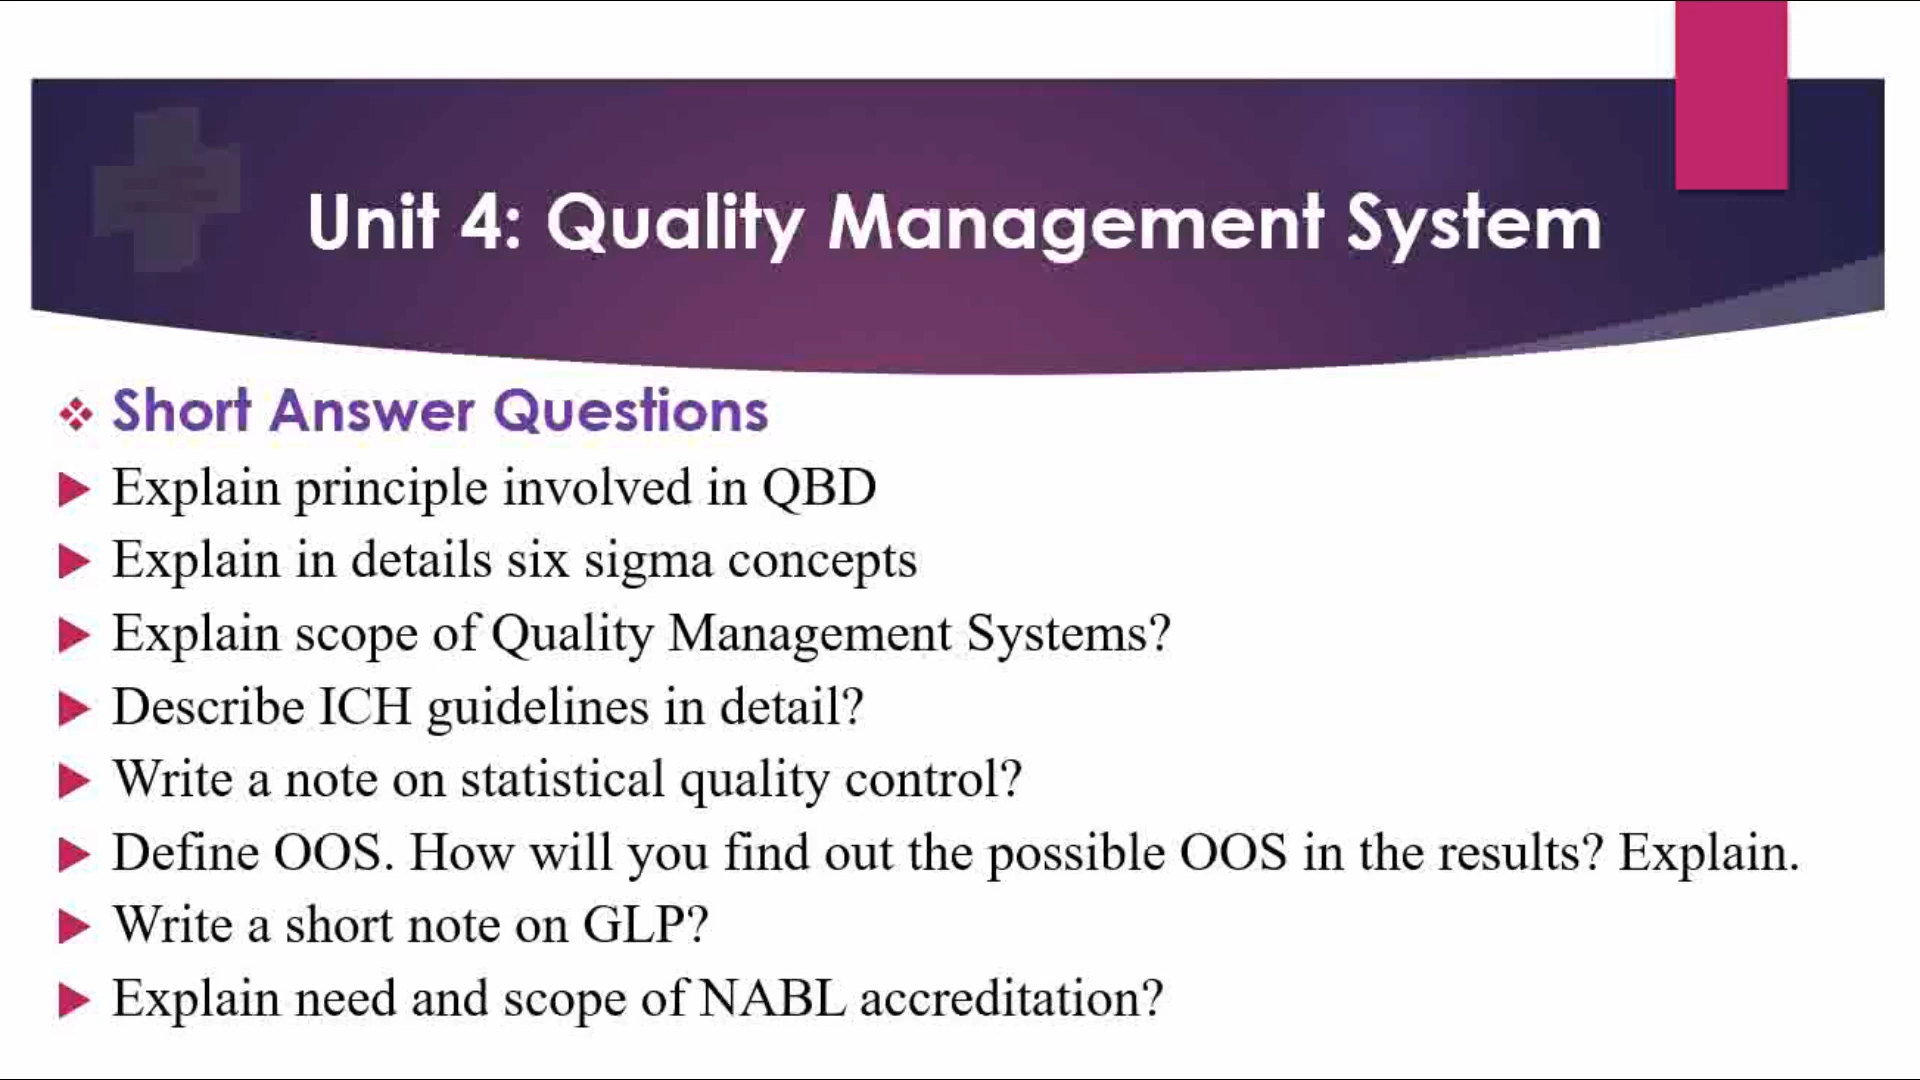 Unit 4: Quality Management System
Short Answer Questions
Explain principle involved in QBD
Explain in details six sigma concepts
Explain scope of Quality Management Systems?
Describe ICH guidelines in detail?
Write a note on statistical quality control?
Define OOS. How will you find out the possible OOS in the results? Explain.
Write a short note on GLP?
Explain need and scope of NABL accreditation?